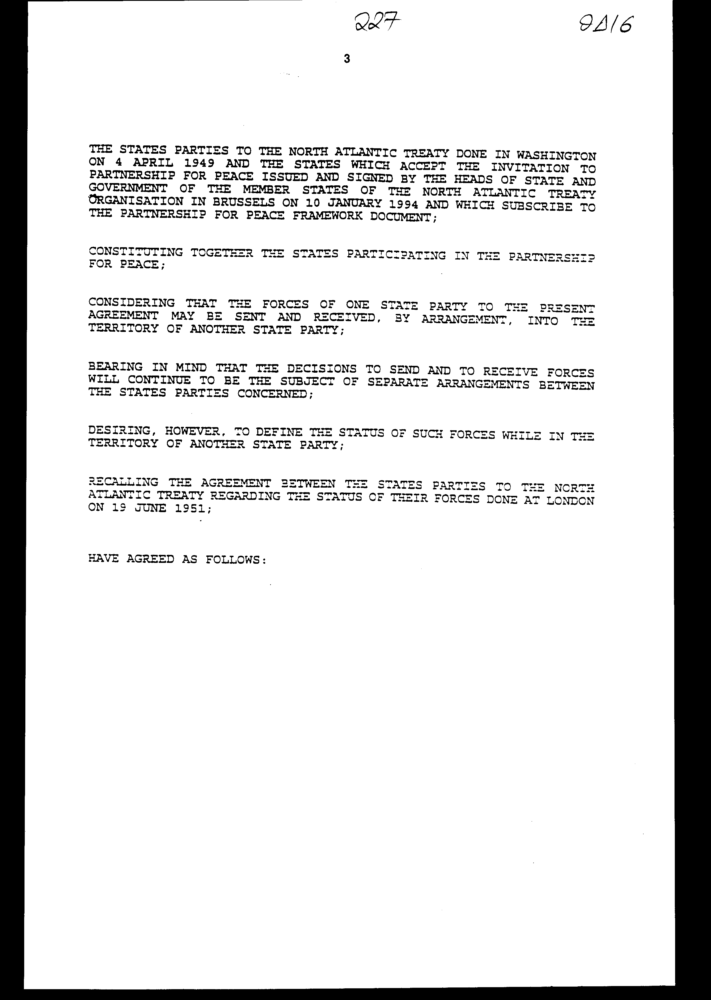 227
3
THE STATES PARTIES TO THE NORTH ATLANTIC TREATY DONE IN WASHINGTON
ON 4 APRIL 1949 AND THE STATES WHICH ACCEPT THE INVITATION TO
PARTNERSHIP FOR PEACE ISSUED AND SIGNED BY THE HEADS OF STATE AND
GOVERNMENT OF THE MEMBER STATES OF THE NORTH ATLANTIC TREATY
ORGANISATION IN BRUSSELS ON 10 JANUARY 1994 AND WHICH SUBSCRIBE TO
THE PARTNERSHIP FOR PEACE FRAMEWORK DOCUMENT;
CONSTITUTING TOGETHER THE STATES PARTICIPATING IN THE PARTNERSHIP
FOR PEACE;
CONSIDERING THAT THE FORCES OF ONE STATE PARTY TO THE PRESENT
AGREEMENT MAY BE SENT AND RECEIVED, BY ARRANGEMENT, INTO THE
TERRITORY OF ANOTHER STATE PARTY;
BEARING IN MIND THAT THE DECISIONS TO SEND AND TO RECEIVE FORCES
WILL CONTINUE TO BE THE SUBJECT OF SEPARATE ARRANGEMENTS BETWEEN
THE STATES PARTIES CONCERNED;
DESIRING, HOWEVER, TO DEFINE THE STATUS OF SUCH FORCES WHILE IN THE
TERRITORY OF ANOTHER STATE PARTY;
RECALLING THE AGREEMENT BETWEEN THE STATES PARTIES TO THE NORTH
ATLANTIC TREATY REGARDING THE STATUS OF THEIR FORCES DONE AT LONDON
ON 19 JUNE 1951;
HAVE AGREED AS FOLLOWS: